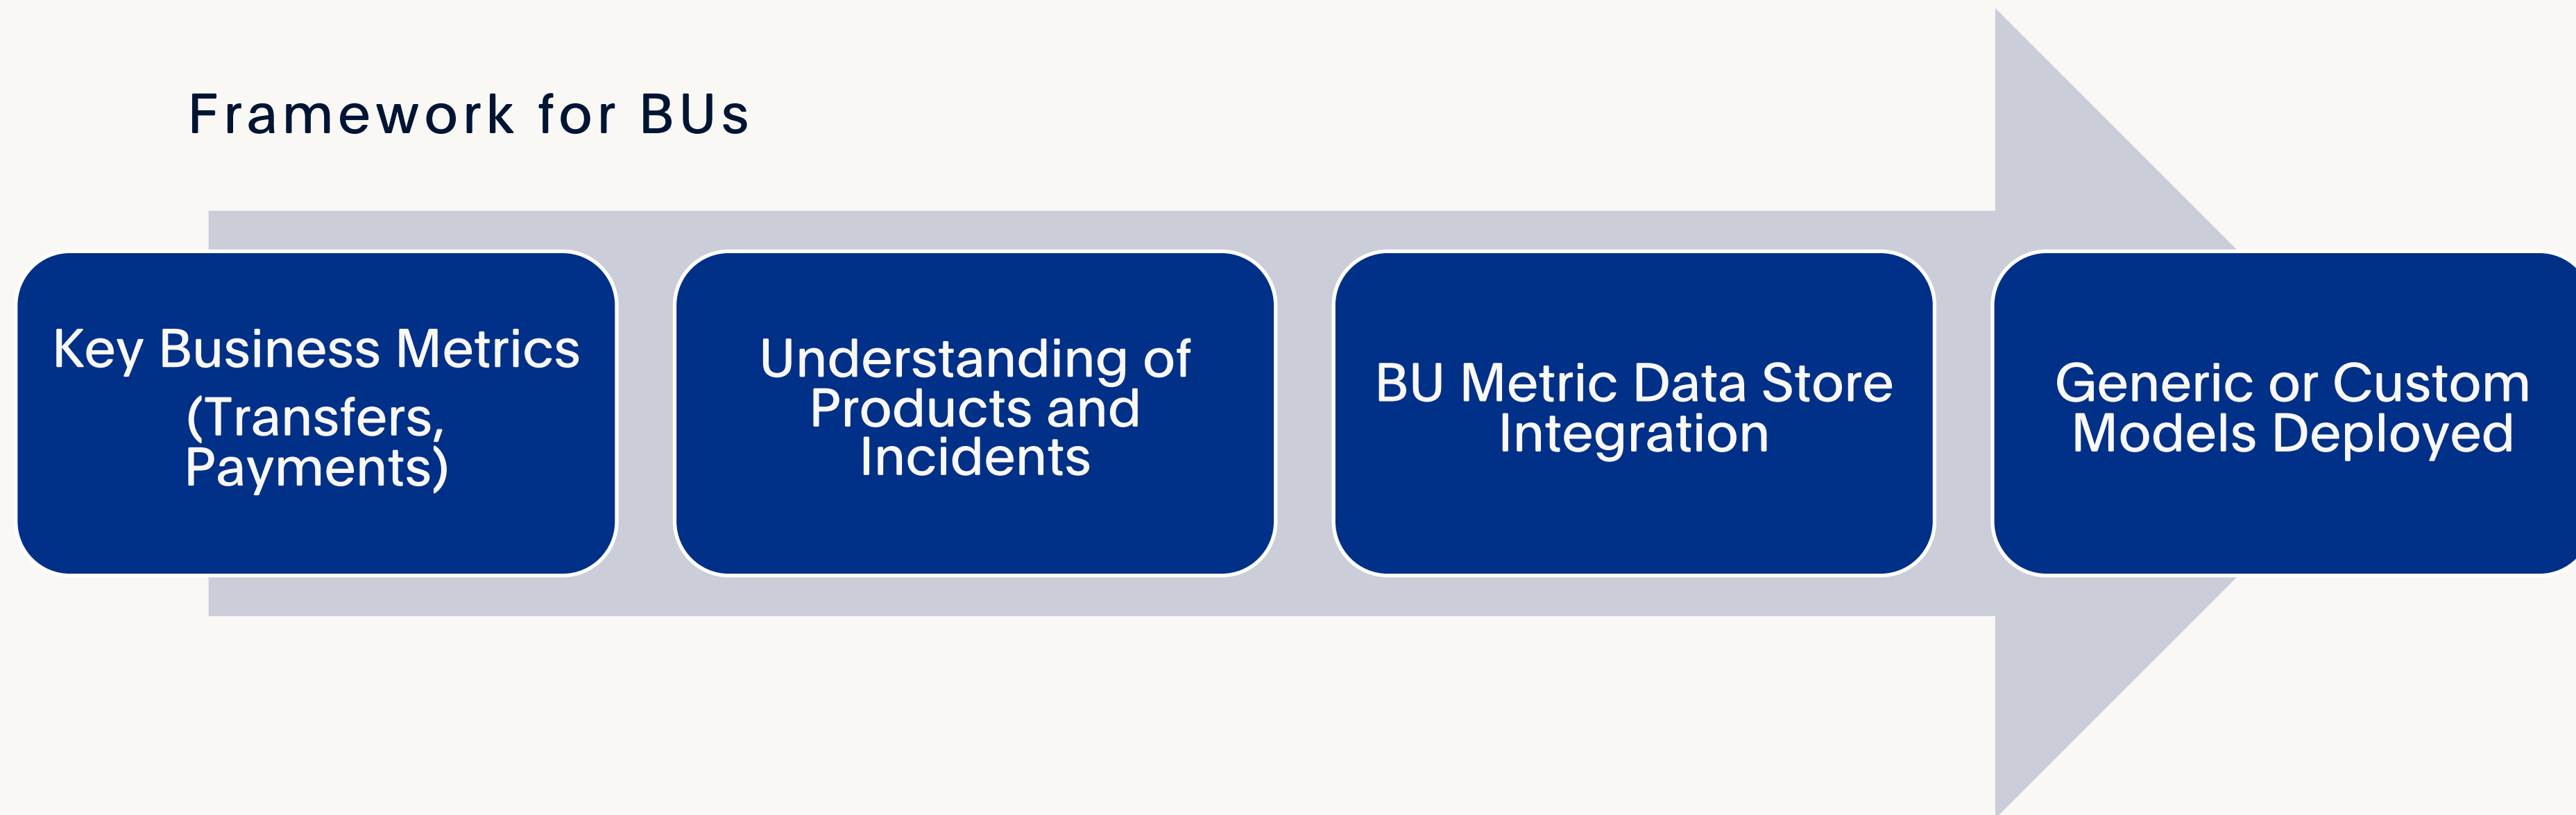 Framework for BUs
Key Business Metrics
(Transfers,
Payments)
Understanding of
Products and
Incidents
BU Metric Data Store
Integration
Generic or Custom
Models Deployed